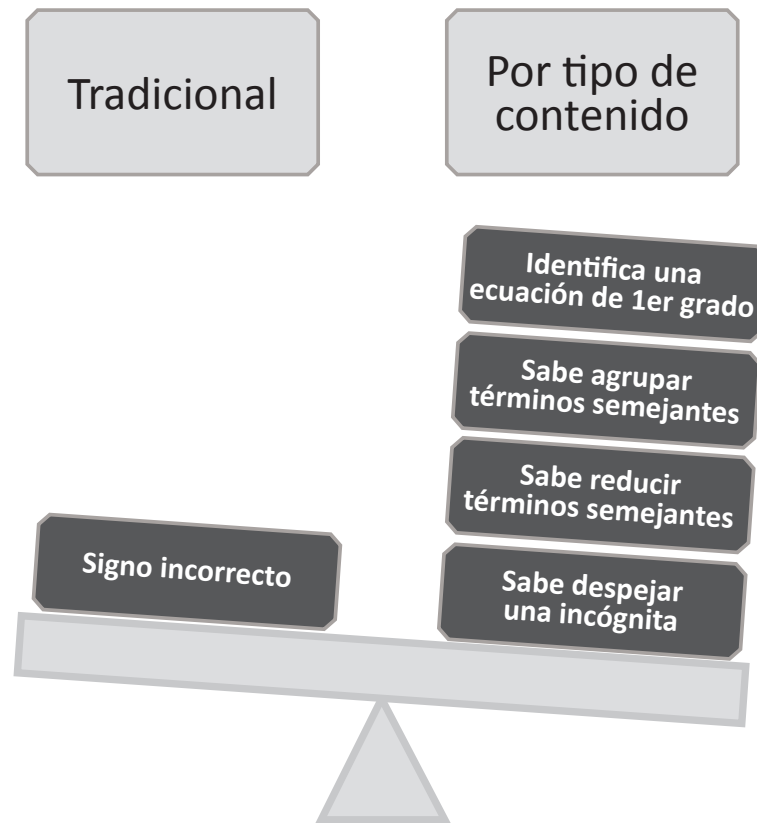 Tradicional
Por tipo de
contenido
Identifica una
ecuación de 1er grado
Sabe agrupar
términos semejantes
Sabe reducir
términos semejantes
Signo incorrecto
Sabe despejar
una incógnita